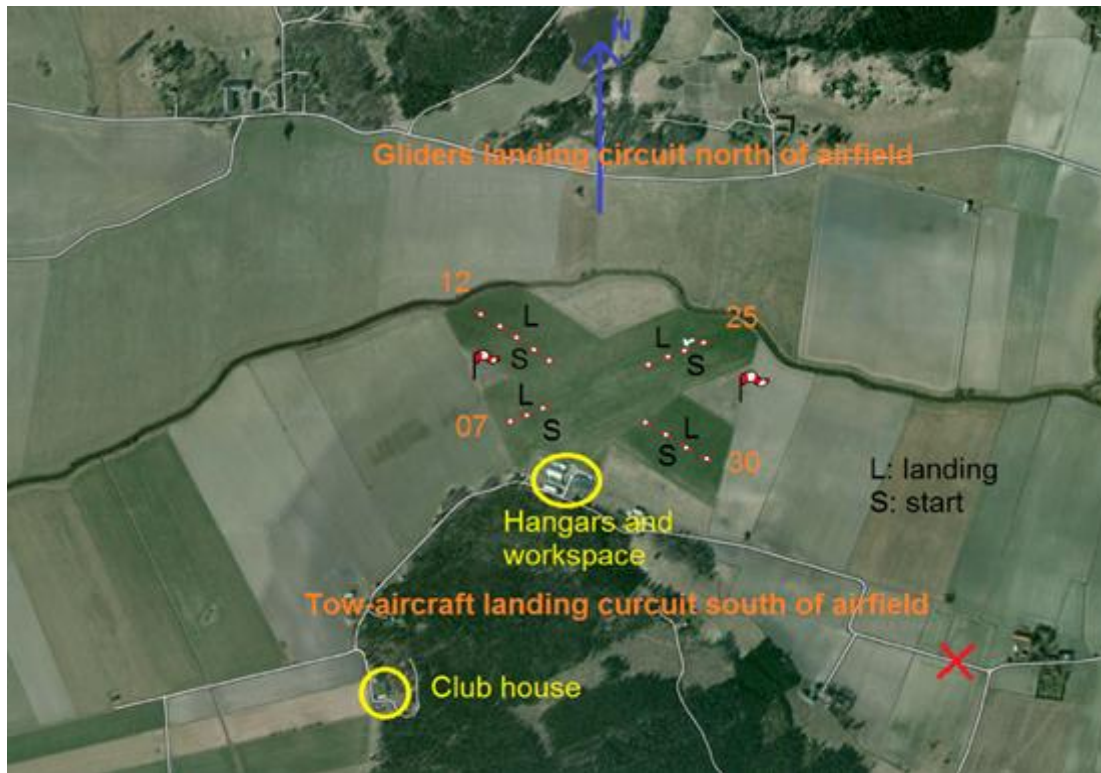 N
Gliders landing circuit north of airfield
12
L
S
25
L
S
07
L
S
L
S
30
L: landing
S: start
Hangars and
workspace
Tow-aircraft landing curcuit south of airfield
Club house